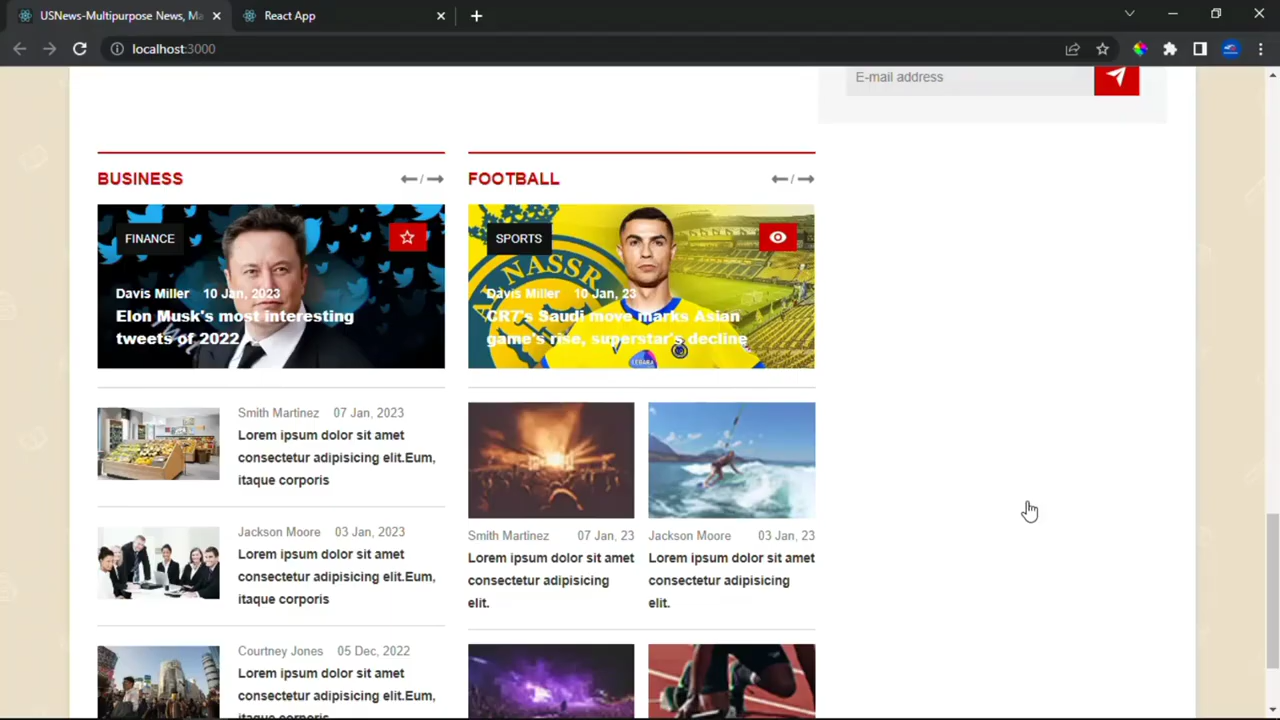 USNews-Multipurpose News, Ma
React App
localhost:3000
E-mail address
BUSINESS
/
FOOTBALL
/
FINANCE
Davis Miller 10 Jan, 2023
Elon Musk's most interesting
tweets of 2022
SPORTS
NASSR
Davis Miller 10 Jan, 23
CR7's Saudi move marks Asian
game's rise, superstar's decline
LEBARA
Smith Martinez 07 Jan, 2023
Lorem ipsum dolor sit amet
consectetur adipisicing elit.Eum,
itaque corporis
Jackson Moore 03 Jan, 2023
Lorem ipsum dolor sit amet
consectetur adipisicing elit.Eum,
itaque corporis
Courtney Jones 05 Dec, 2022
Lorem ipsum dolor sit amet
consectetur adipisicing elit.Eum,
itaque corporis
Smith Martinez 07 Jan, 23
Lorem ipsum dolor sit amet
consectetur adipisicing
elit.
Jackson Moore 03 Jan, 23
Lorem ipsum dolor sit amet
consectetur adipisicing
elit.